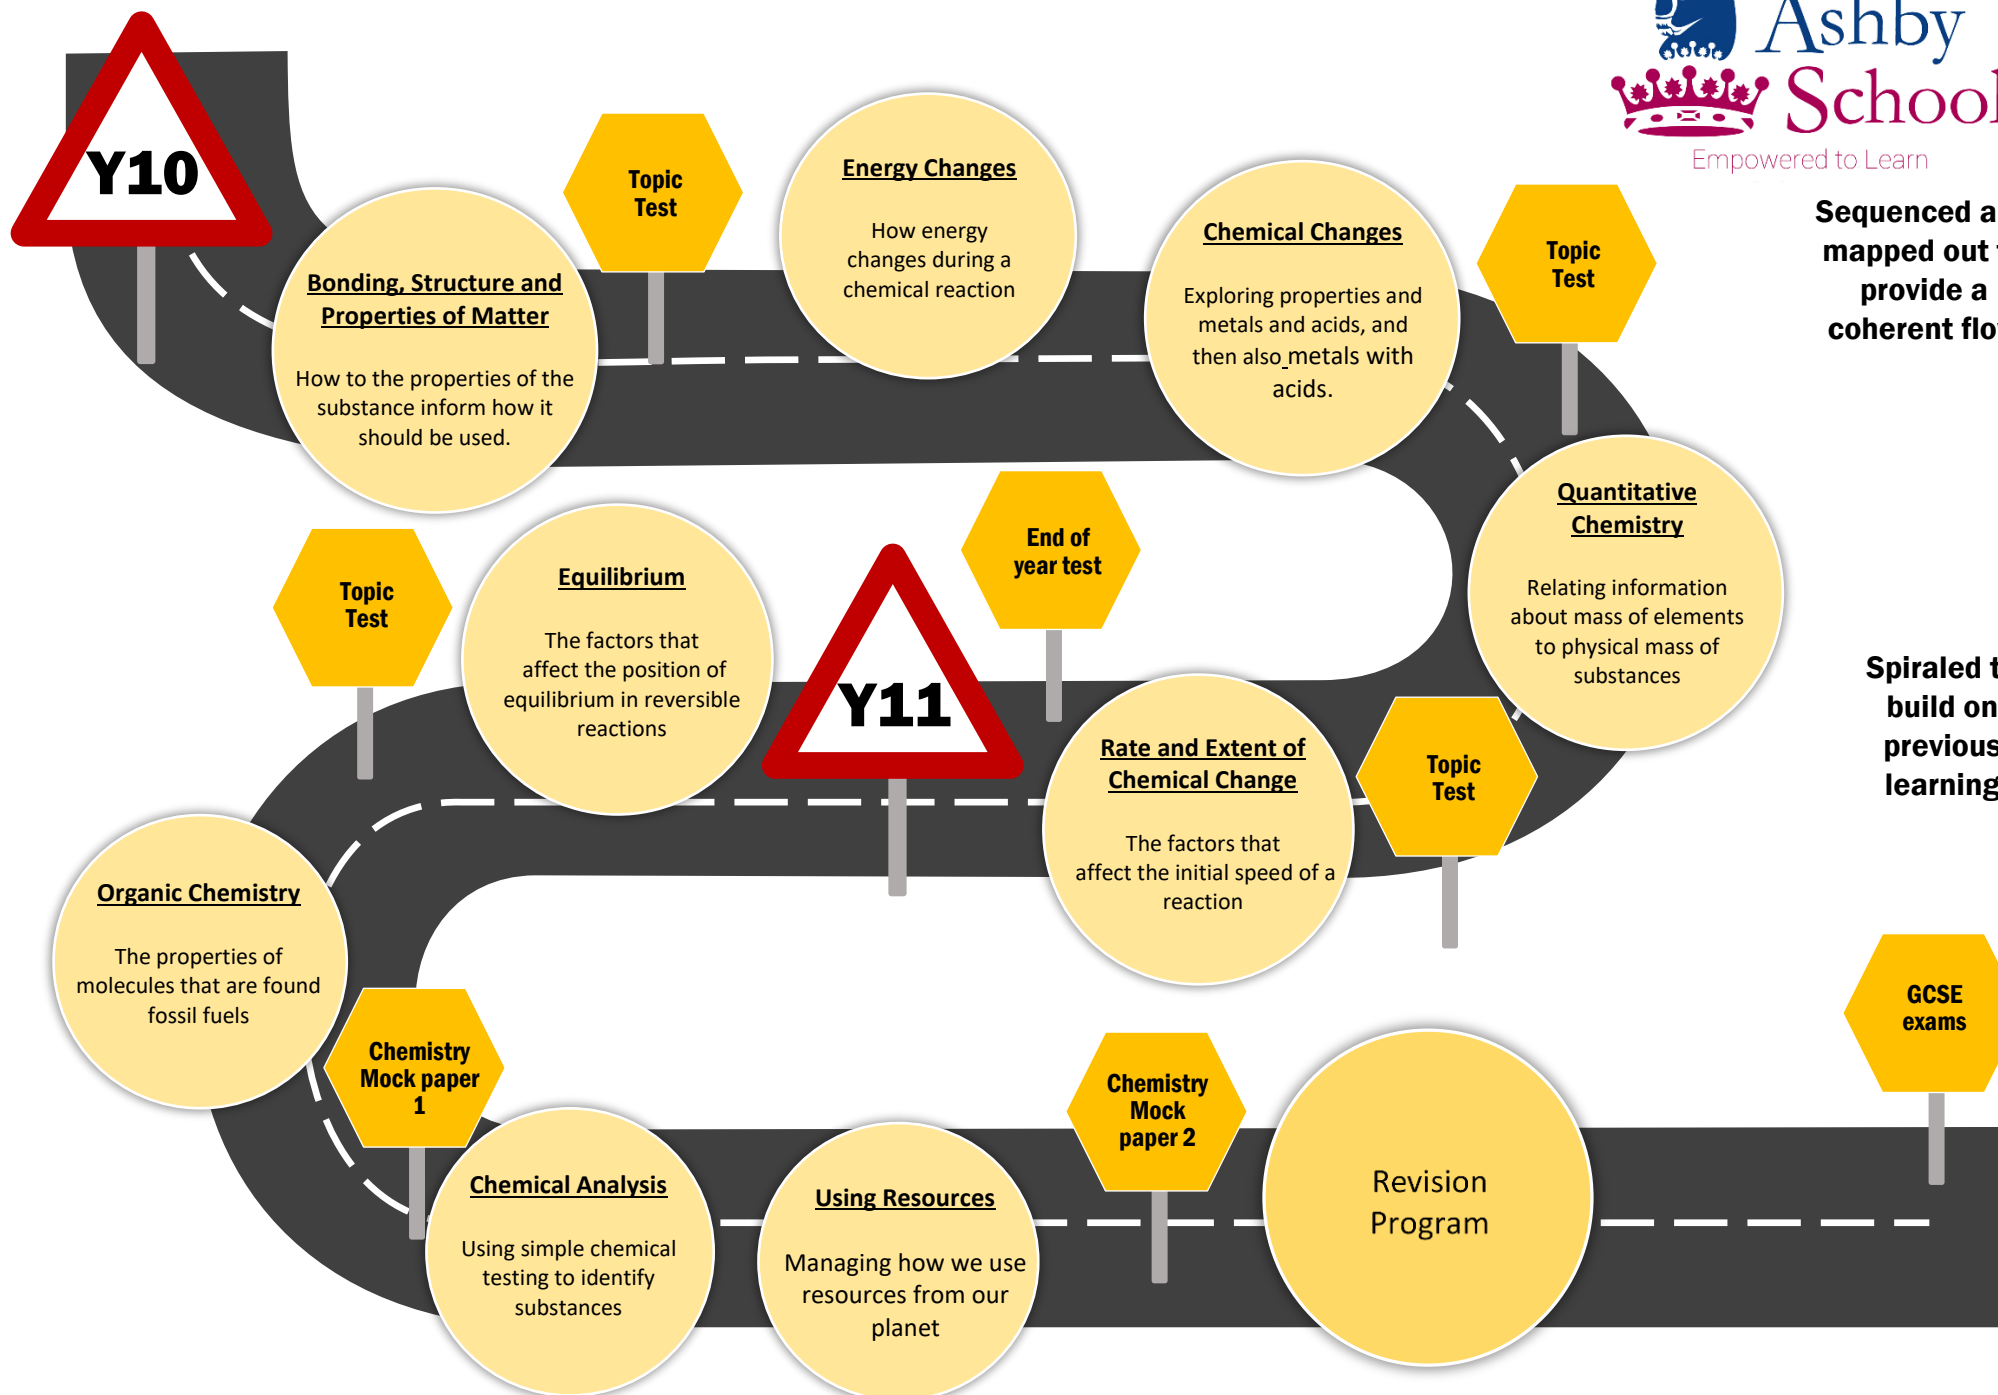 Ashby
School
Empowered to Learn
Y10
Bonding, Structure and
Properties of Matter
How to the properties of the
substance inform how it
should be used.
Topic
Test
Energy Changes
How energy
changes during a
chemical reaction
Chemical Changes
Exploring properties and
metals and acids, and
then also metals with
acids.
Topic
Test
Sequenced a
mapped out
provide a
coherent flo
Quantitative
Chemistry
Relating information
about mass of elements
to physical mass of
substances
Spiraled t
build on
previous
learning
Topic
Test
Rate and Extent of
Chemical Change
The factors that
affect the initial speed of a
reaction
End of
year test
Y11
Equilibrium
The factors that
affect the position of
equilibrium in reversible
reactions
Topic
Test
Organic Chemistry
The properties of
molecules that are found
fossil fuels
Chemistry
Mock paper
1
Chemical Analysis
Using simple chemical
testing to identify
substances
Using Resources
Managing how we use
resources from our
planet
Chemistry
Mock
paper 2
Revision
Program
GCSE
exams